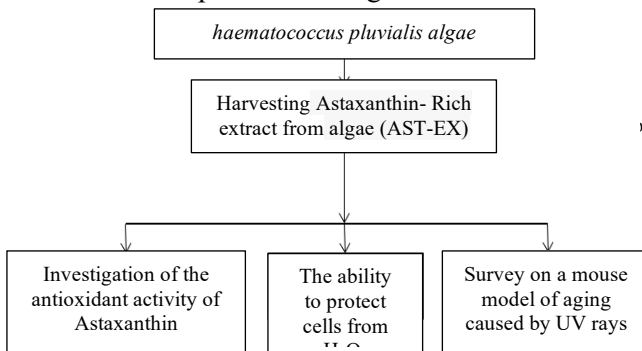 haematococcus pluvialis algae
Harvesting Astaxanthin- Rich
extract from algae (AST-EX)
Investigation of the
antioxidant activity of
Astaxanthin
The ability
to protect
cells from
Survey on a mouse
model of aging
caused by UV rays